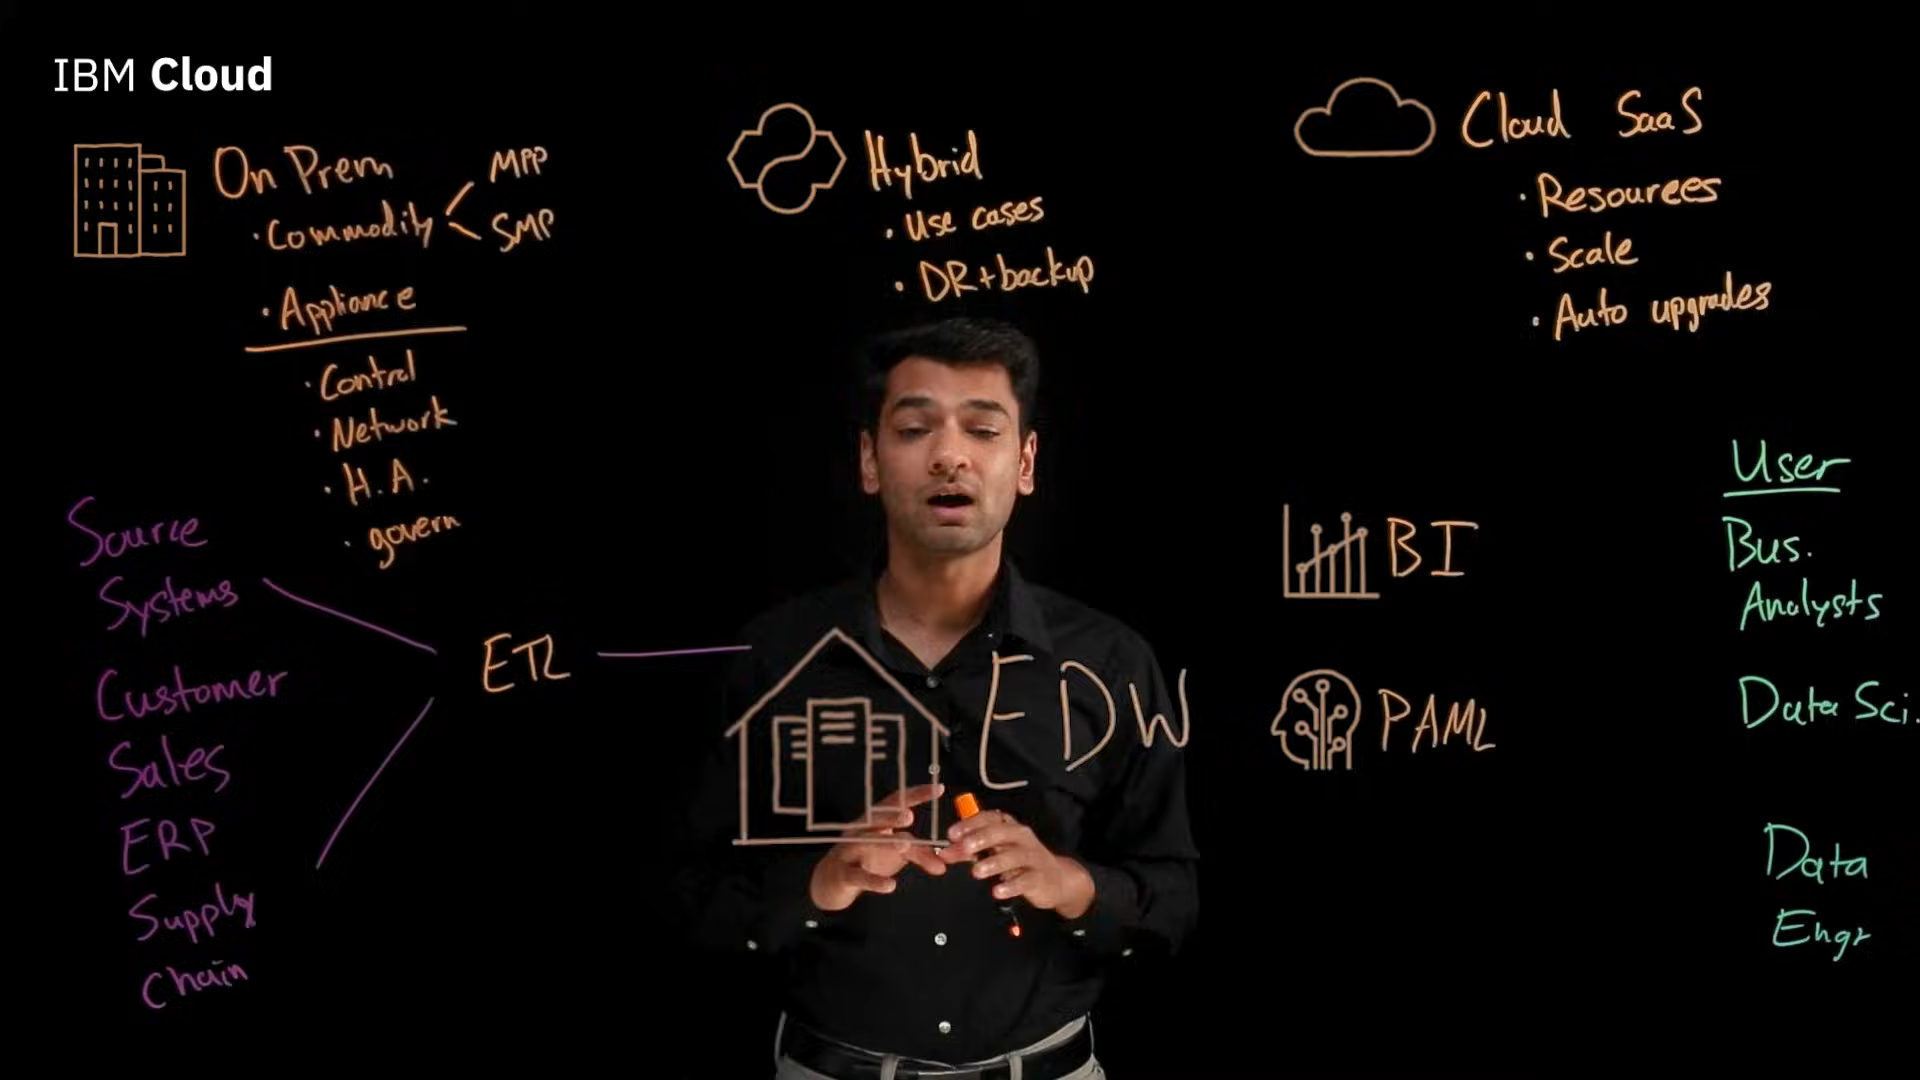 IBM Cloud
On Prem
· Commodity
MPP
SMP
· Appliance
· Control
· Network
· H.A.
· govern
Hybrid
· Use cases
· DR+backup
Cloud SaaS
· Resources
· Scale
· Auto upgrades
Source
Systems
Customer
Sales
ERP
Supply
Chain
ETL
EDW
BI
PAML
User
Bus.
Analysts
Data Sci.
Data
Engr